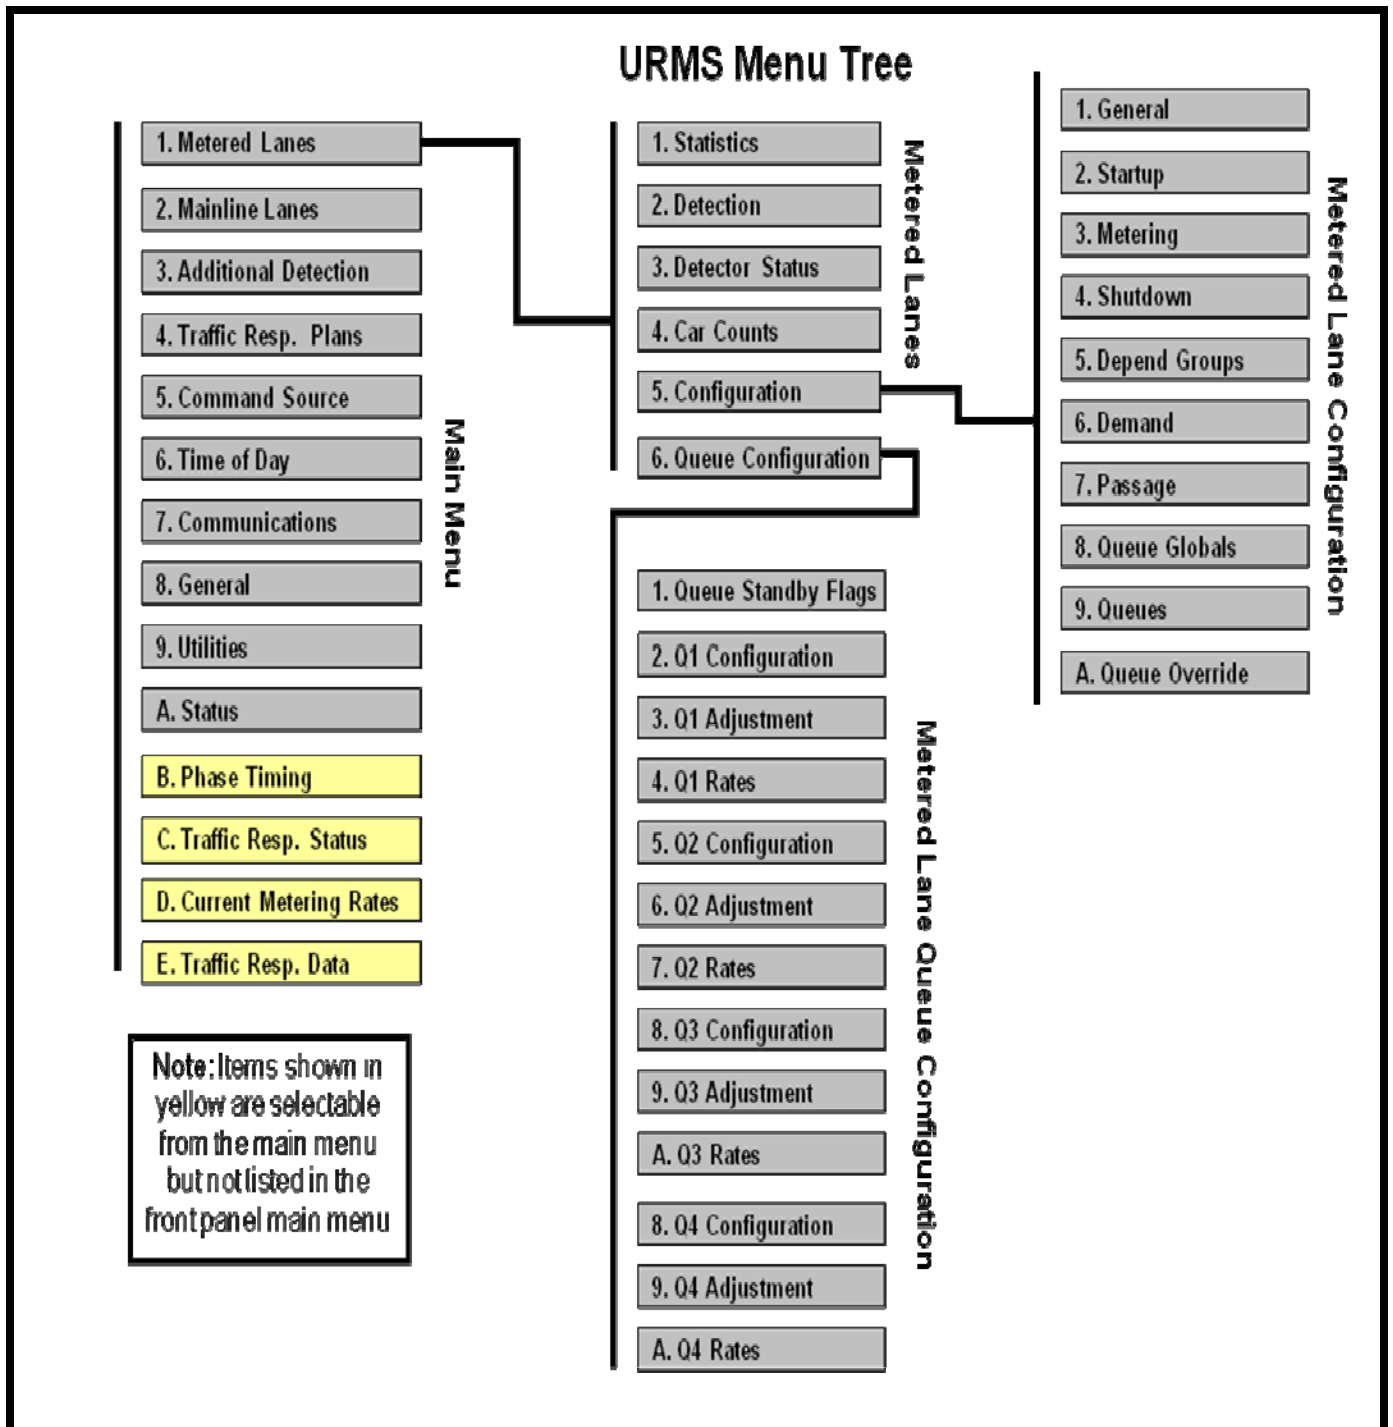 URMS Menu Tree
1. Metered Lanes
2. Mainline Lanes
3. Additional Detection
4. Traffic Resp. Plans
5. Command Source
6. Time of Day
7. Communications
8. General
9. Utilities
A. Status
B. Phase Timing
C. Traffic Resp. Status
D. Current Metering Rates
E. Traffic Resp. Data
Main Menu
Note: Items shown in
yellow are selectable
from the main menu
but not listed in the
front panel main menu
1. Statistics
2. Detection
3. Detector Status
4. Car Counts
5. Configuration
6. Queue Configuration
Metered Lanes
1. Queue Standby Flags
2. Q1 Configuration
3. Q1 Adjustment
4. Q1 Rates
5. Q2 Configuration
6. Q2 Adjustment
7. Q2 Rates
8. Q3 Configuration
9. Q3 Adjustment
A. Q3 Rates
8. Q4 Configuration
9. Q4 Adjustment
A. Q4 Rates
Metered Lane Queue Configuration
1. General
2. Startup
3. Metering
4. Shutdown
5. Depend Groups
6. Demand
7. Passage
8. Queue Globals
9. Queues
A. Queue Override
Metered Lane Configuration